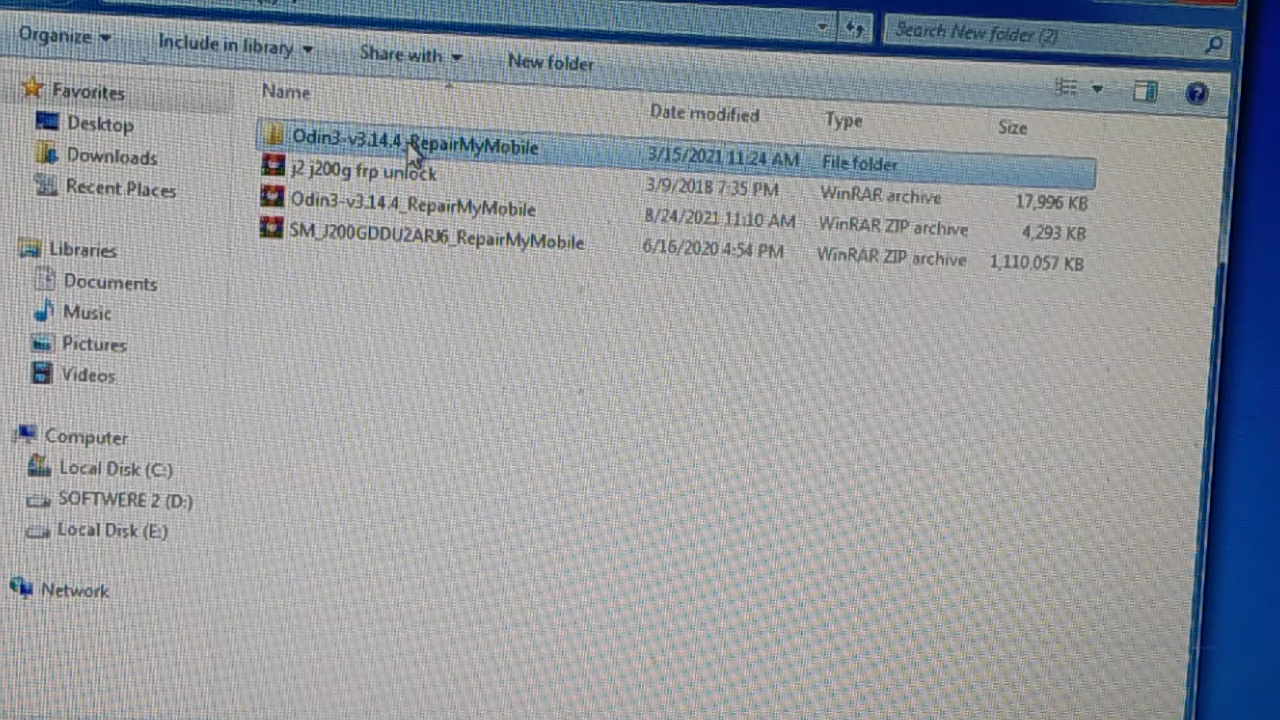 Organize Include in library Share with New folder Search New folder (2)
Name Date modified Type Size
Odin3-v3.14.4_RepairMyMobile 3/15/2021 11:24 AM File folder
j2 j200g frp unlock 3/9/2018 7:35 PM WinRAR archive 17,996 KB
Odin3-v3.14.4_RepairMyMobile 8/24/2021 11:10 AM WinRAR ZIP archive 4,293 KB
SM_J200GDDU2ARJ6_RepairMyMobile 6/16/2020 4:54 PM WinRAR ZIP archive 1,110,057 KB
Favorites
Desktop
Downloads
Recent Places
Libraries
Documents
Music
Pictures
Videos
Computer
Local Disk (C:)
SOFTWERE 2 (D:)
Local Disk (E:)
Network